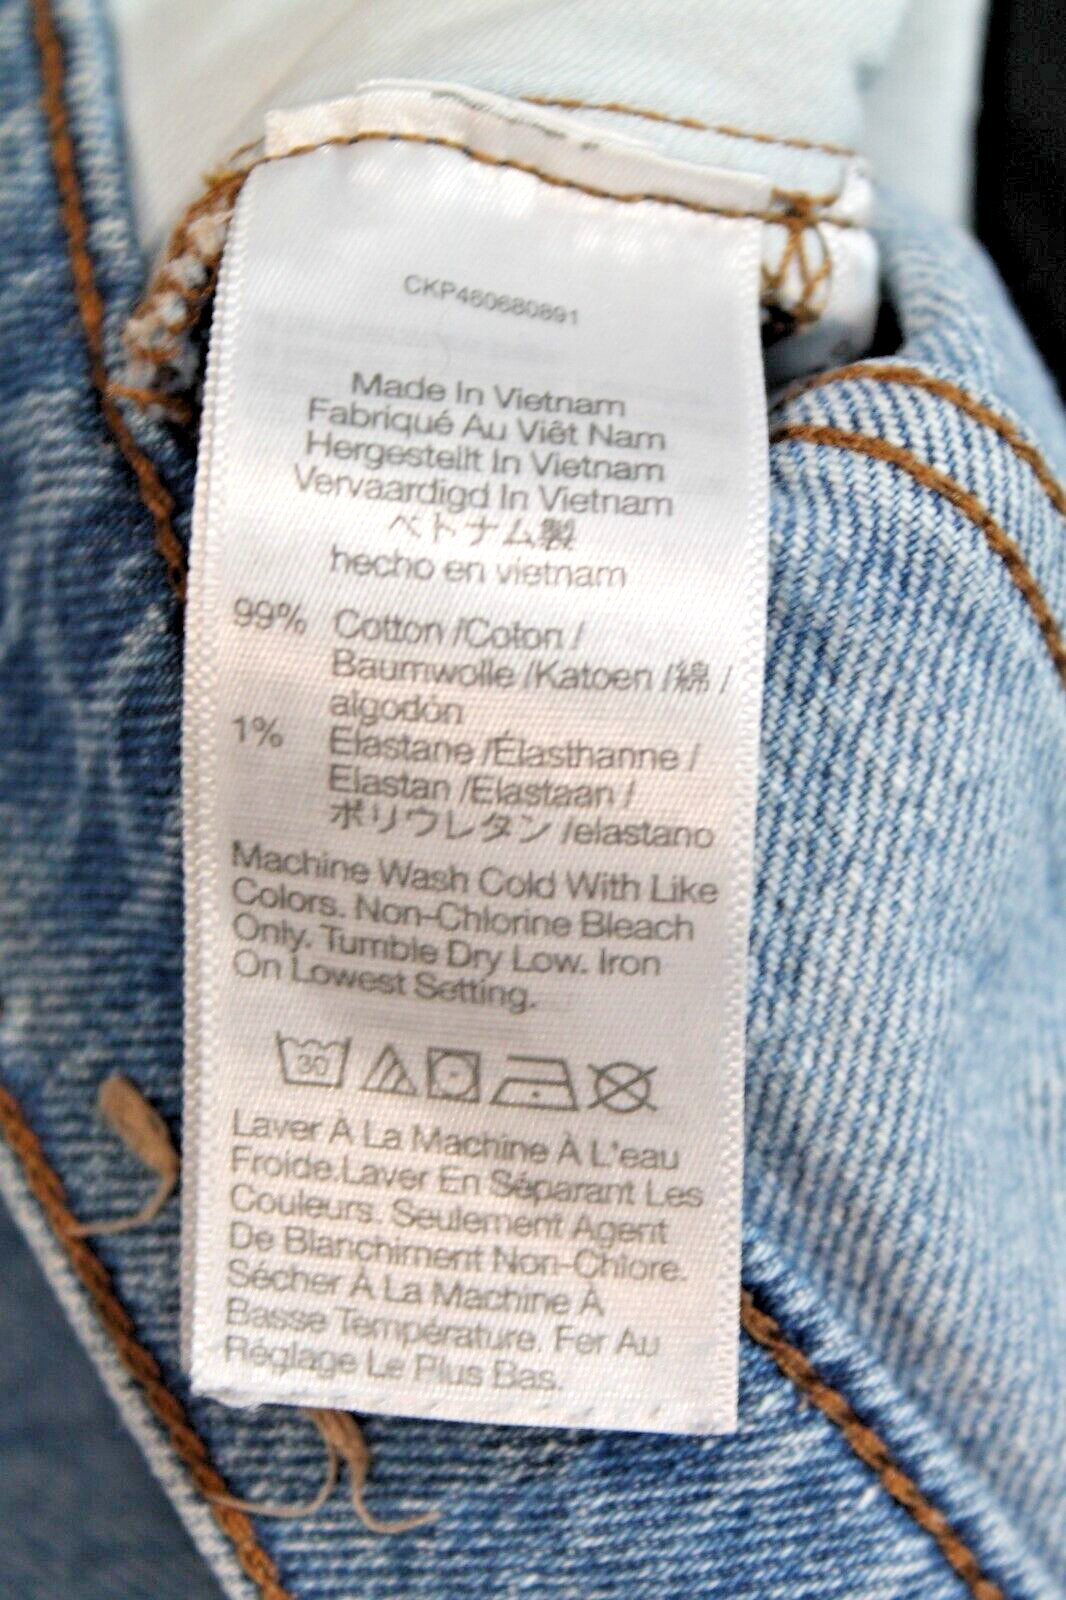 CKP460680891
Made In Vietnam
Fabriqué Au Viêt Nam
Hergestellt In Vietnam
Vervaardigd In Vietnam
ベトナム製
hecho en vietnam
99% Cotton /Coton /
Baumwolle /Katoen /綿 /
algodón
1% Elastane /Élasthanne /
Elastan /Elastaan /
ポリウレタン /elastano
Machine Wash Cold With Like
Colors. Non-Chlorine Bleach
Only. Tumble Dry Low. Iron
On Lowest Setting.
30
Laver À La Machine À L'eau
Froide.Laver En Séparant Les
Couleurs. Seulement Agent
De Blanchiment Non-Chlore.
Sécher À La Machine À
Basse Température. Fer Au
Réglage Le Plus Bas.